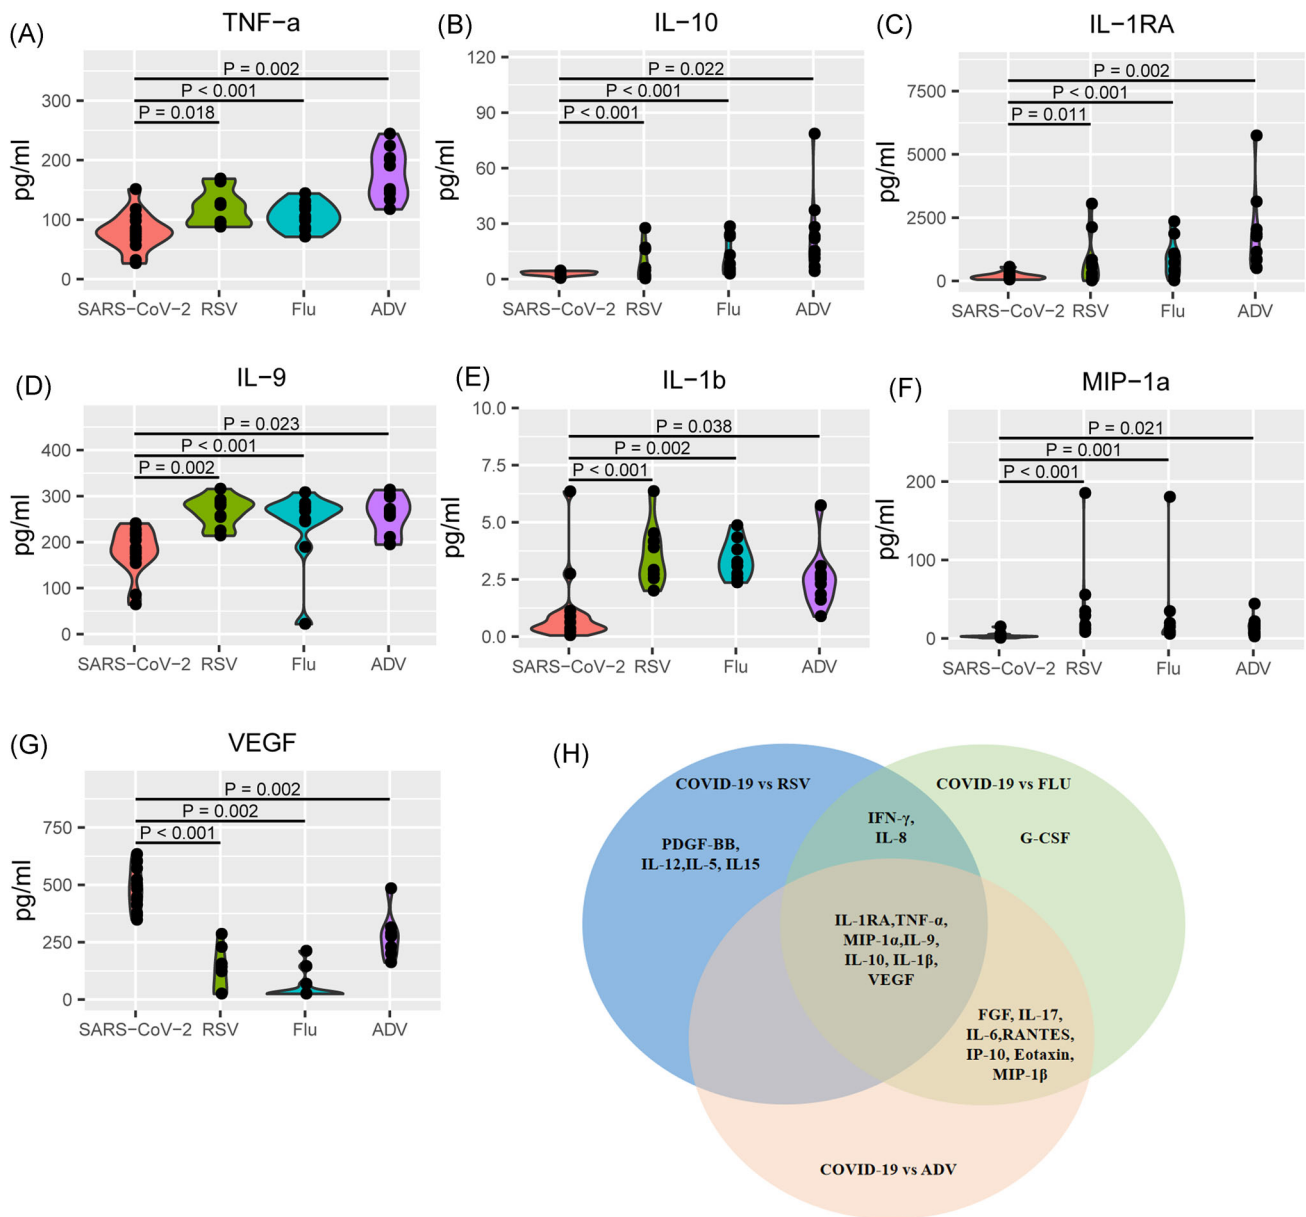 (A)
TNF−a
pg/ml
300
200
100
0
P = 0.002
P < 0.001
P = 0.018
SARS−CoV−2 RSV Flu ADV
(B)
IL−10
pg/ml
120
90
60
30
0
P = 0.022
P < 0.001
P < 0.001
SARS−CoV−2 RSV Flu ADV
(C)
IL−1RA
pg/ml
7500
5000
2500
0
P = 0.002
P < 0.001
P = 0.011
SARS−CoV−2 RSV Flu ADV
(D)
IL−9
pg/ml
400
300
200
100
0
P = 0.023
P < 0.001
P = 0.002
SARS−CoV−2 RSV Flu ADV
(E)
IL−1b
pg/ml
10.0
7.5
5.0
2.5
0.0
P = 0.038
P = 0.002
P < 0.001
SARS−CoV−2 RSV Flu ADV
(F)
MIP−1a
pg/ml
200
100
0
P = 0.021
P = 0.001
P < 0.001
SARS−CoV−2 RSV Flu ADV
(G)
VEGF
pg/ml
750
500
250
0
P = 0.002
P = 0.002
P < 0.001
SARS−CoV−2 RSV Flu ADV
(H)
COVID-19 vs RSV
COVID-19 vs FLU
PDGF-BB,
IL-12,IL-5, IL15
IFN-γ,
IL-8
G-CSF
IL-1RA,TNF-α,
MIP-1α,IL-9,
IL-10, IL-1β,
VEGF
FGF, IL-17,
IL-6,RANTES,
IP-10, Eotaxin,
MIP-1β
COVID-19 vs ADV